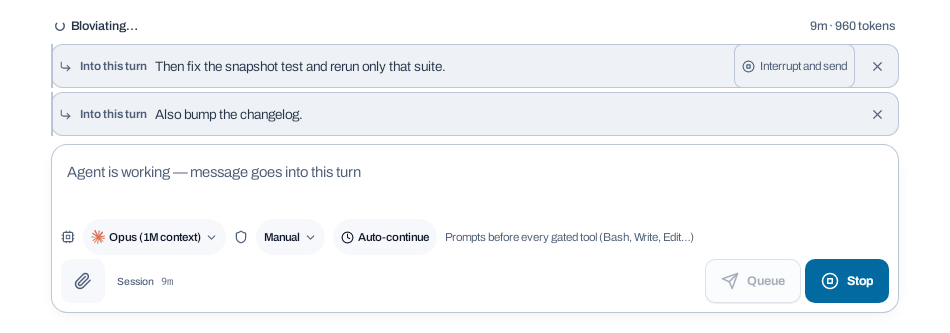 Bloviating... 9m · 960 tokens
Into this turn Then fix the snapshot test and rerun only that suite. Interrupt and send
Into this turn Also bump the changelog.
Agent is working — message goes into this turn
Opus (1M context) Manual Auto-continue Prompts before every gated tool (Bash, Write, Edit...)
Session 9m Queue Stop